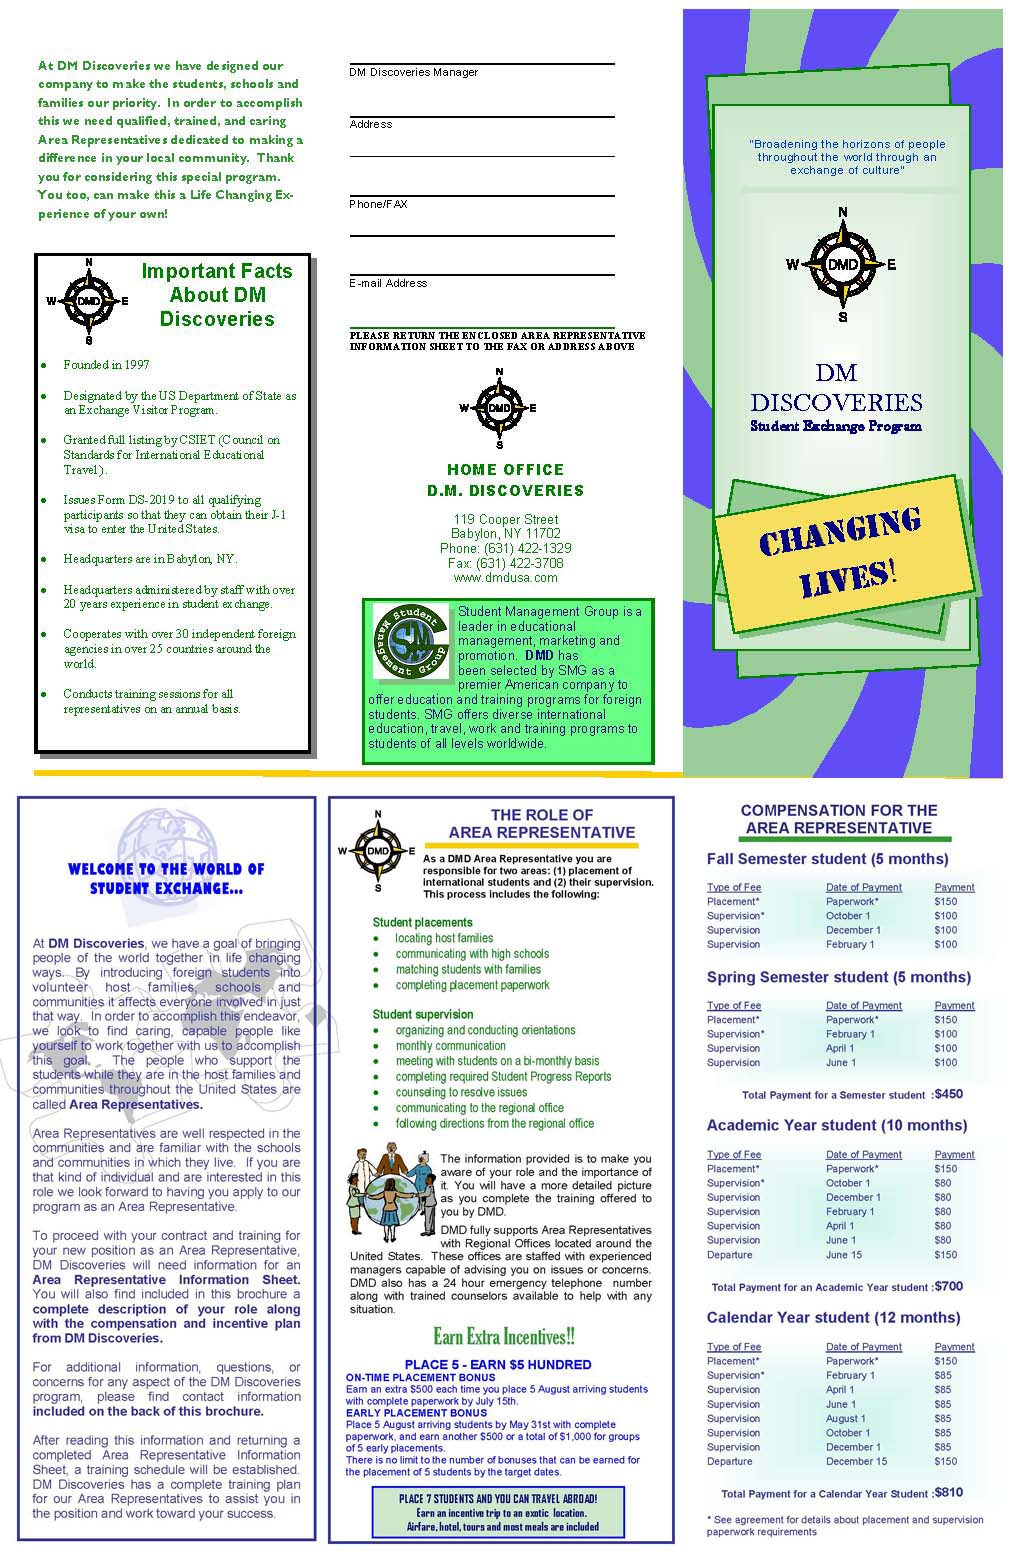 At DM Discoveries we have designed our
company to make the students, schools and
families our priority.  In order to accomplish
this we need qualified, trained, and caring
Area Representatives dedicated to making a
difference in your local community.  Thank
you for considering this special program.
You too, can make this a Life Changing Ex-
perience of your own!
N
W DMD E
S
Important Facts
About DM
Discoveries
● Founded in 1997
● Designated by the US Department of State as
an Exchange Visitor Program.
● Granted full listing by CSIET (Council on
Standards for International Educational
Travel ).
● Issues Form DS-2019 to all qualifying
participants so that they can obtain their J-1
visa to enter the United States.
● Headquarters are in Babylon, NY.
● Headquarters administered by staff with over
20 years experience in student exchange.
● Cooperates with over 30 independent foreign
agencies in over 25 countries around the
world.
● Conducts training sessions for all
representatives on an annual basis.
DM Discoveries Manager
Address
Phone/FAX
E-mail Address
PLEASE RETURN THE ENCLOSED AREA REPRESENTATIVE
INFORMATION SHEET TO THE FAX OR ADDRESS ABOVE
N
W DMD E
S
HOME OFFICE
D.M. DISCOVERIES
119 Cooper Street
Babylon, NY 11702
Phone: (631) 422-1329
Fax: (631) 422-3708
www.dmdusa.com
Student Management Group
SM
Student Management Group is a
leader in educational
management, marketing and
promotion.  DMD has
been selected by SMG as a
premier American company to
offer education and training programs for foreign
students. SMG offers diverse international
education, travel, work and training programs to
students of all levels worldwide.
"Broadening the horizons of people
throughout the world through an
exchange of culture"
N
W DMD E
S
DM
DISCOVERIES
Student Exchange Program
CHANGING
LIVES!
WELCOME TO THE WORLD OF
STUDENT EXCHANGE...
At DM Discoveries, we have a goal of bringing
people of the world together in life changing
ways. By introducing foreign students into
volunteer host families, schools and
communities it affects everyone involved in just
that way. In order to accomplish this endeavor,
we look to find caring, capable people like
yourself to work together with us to accomplish
this goal. The people who support the
students while they are in the host families and
communities throughout the United States are
called Area Representatives.
Area Representatives are well respected in the
communities and are familiar with the schools
and communities in which they live. If you are
that kind of individual and are interested in this
role we look forward to having you apply to our
program as an Area Representative.
To proceed with your contract and training for
your new position as an Area Representative,
DM Discoveries will need information for an
Area Representative Information Sheet.
You will also find included in this brochure a
complete description of your role along
with the compensation and incentive plan
from DM Discoveries.
For additional information, questions, or
concerns for any aspect of the DM Discoveries
program, please find contact information
included on the back of this brochure.
After reading this information and returning a
completed Area Representative Information
Sheet, a training schedule will be established.
DM Discoveries has a complete training plan
for our Area Representatives to assist you in
the position and work toward your success.
N
W DMD E
S
THE ROLE OF
AREA REPRESENTATIVE
As a DMD Area Representative you are
responsible for two areas: (1) placement of
international students and (2) their supervision.
This process includes the following:
Student placements
● locating host families
● communicating with high schools
● matching students with families
● completing placement paperwork
Student supervision
● organizing and conducting orientations
● monthly communication
● meeting with students on a bi-monthly basis
● completing required Student Progress Reports
● counseling to resolve issues
● communicating to the regional office
● following directions from the regional office
The information provided is to make you
aware of your role and the importance of
it. You will have a more detailed picture
as you complete the training offered to
you by DMD.
DMD fully supports Area Representatives
with Regional Offices located around the
United States. These offices are staffed with experienced
managers capable of advising you on issues or concerns.
DMD also has a 24 hour emergency telephone number
along with trained counselors available to help with any
situation.
Earn Extra Incentives!!
PLACE 5 - EARN $5 HUNDRED
ON-TIME PLACEMENT BONUS
Earn an extra $500 each time you place 5 August arriving students
with complete paperwork by July 15th.
EARLY PLACEMENT BONUS
Place 5 August arriving students by May 31st with complete
paperwork, and earn another $500 or a total of $1,000 for groups
of 5 early placements.
There is no limit to the number of bonuses that can be earned for
the placement of 5 students by the target dates.
PLACE 7 STUDENTS AND YOU CAN TRAVEL ABROAD!
Earn an incentive trip to an exotic location.
Airfare, hotel, tours and most meals are included
COMPENSATION FOR THE
AREA REPRESENTATIVE
Fall Semester student (5 months)
Type of Fee Date of Payment Payment
Placement* Paperwork* $150
Supervision* October 1 $100
Supervision December 1 $100
Supervision February 1 $100
Spring Semester student (5 months)
Type of Fee Date of Payment Payment
Placement* Paperwork* $150
Supervision* February 1 $100
Supervision April 1 $100
Supervision June 1 $100
Total Payment for a Semester student :$450
Academic Year student (10 months)
Type of Fee Date of Payment Payment
Placement* Paperwork* $150
Supervision* October 1 $80
Supervision December 1 $80
Supervision February 1 $80
Supervision April 1 $80
Supervision June 1 $80
Departure June 15 $150
Total Payment for an Academic Year student :$700
Calendar Year student (12 months)
Type of Fee Date of Payment Payment
Placement* Paperwork* $150
Supervision* February 1 $85
Supervision April 1 $85
Supervision June 1 $85
Supervision August 1 $85
Supervision October 1 $85
Supervision December 1 $85
Departure December 15 $150
Total Payment for a Calendar Year Student :$810
* See agreement for details about placement and supervision
paperwork requirements